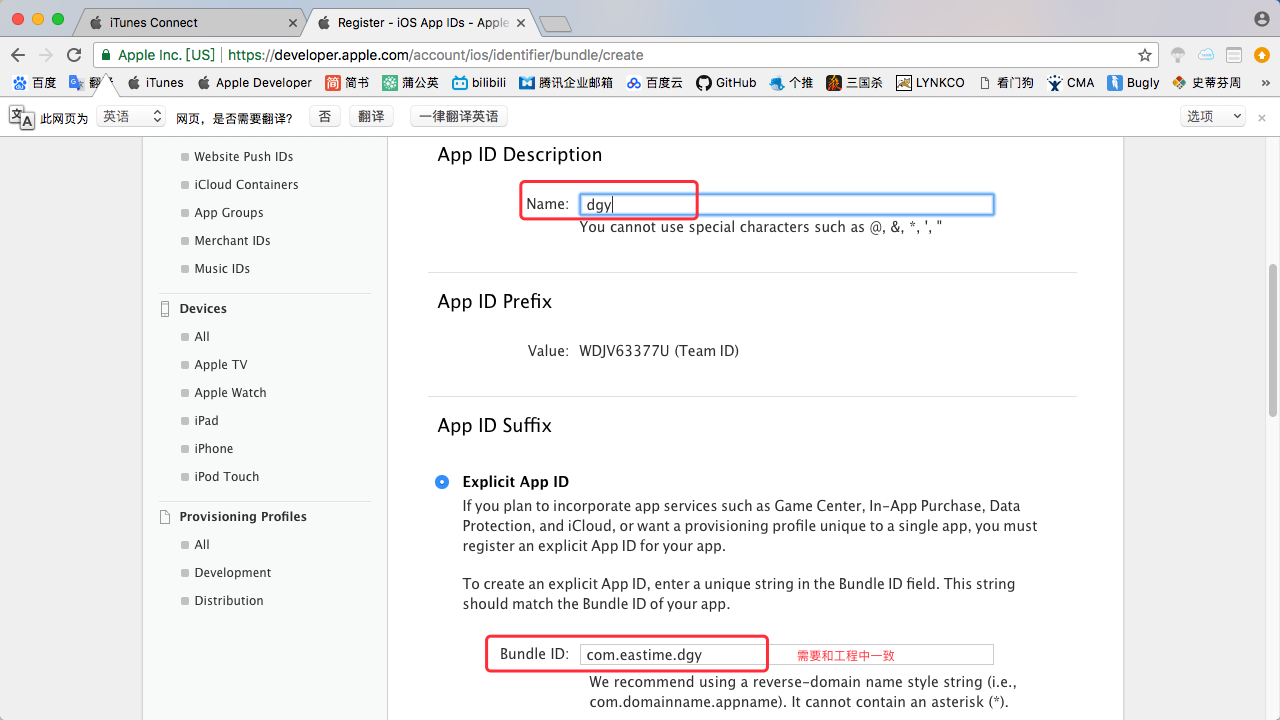 iTunes Connect
Register - iOS App IDs - Apple
Apple Inc. [US] https://developer.apple.com/account/ios/identifier/bundle/create
百度 iTunes Apple Developer 简书 蒲公英 bilibili 腾讯企业邮箱 百度云 GitHub 个推 三国杀 LYNKCO 看门狗 CMA Bugly 史蒂芬周 »
此网页为 英语 网页，是否需要翻译？ 否 翻译 一律翻译英语 选项
Website Push IDs
iCloud Containers
App Groups
Merchant IDs
Music IDs
Devices
All
Apple TV
Apple Watch
iPad
iPhone
iPod Touch
Provisioning Profiles
All
Development
Distribution
App ID Description
Name: dgy
You cannot use special characters such as @, &, *, ', "
App ID Prefix
Value: WDJV63377U (Team ID)
App ID Suffix
Explicit App ID
If you plan to incorporate app services such as Game Center, In-App Purchase, Data
Protection, and iCloud, or want a provisioning profile unique to a single app, you must
register an explicit App ID for your app.
To create an explicit App ID, enter a unique string in the Bundle ID field. This string
should match the Bundle ID of your app.
Bundle ID: com.eastime.dgy 需要和工程中一致
We recommend using a reverse-domain name style string (i.e.,
com.domainname.appname). It cannot contain an asterisk (*).